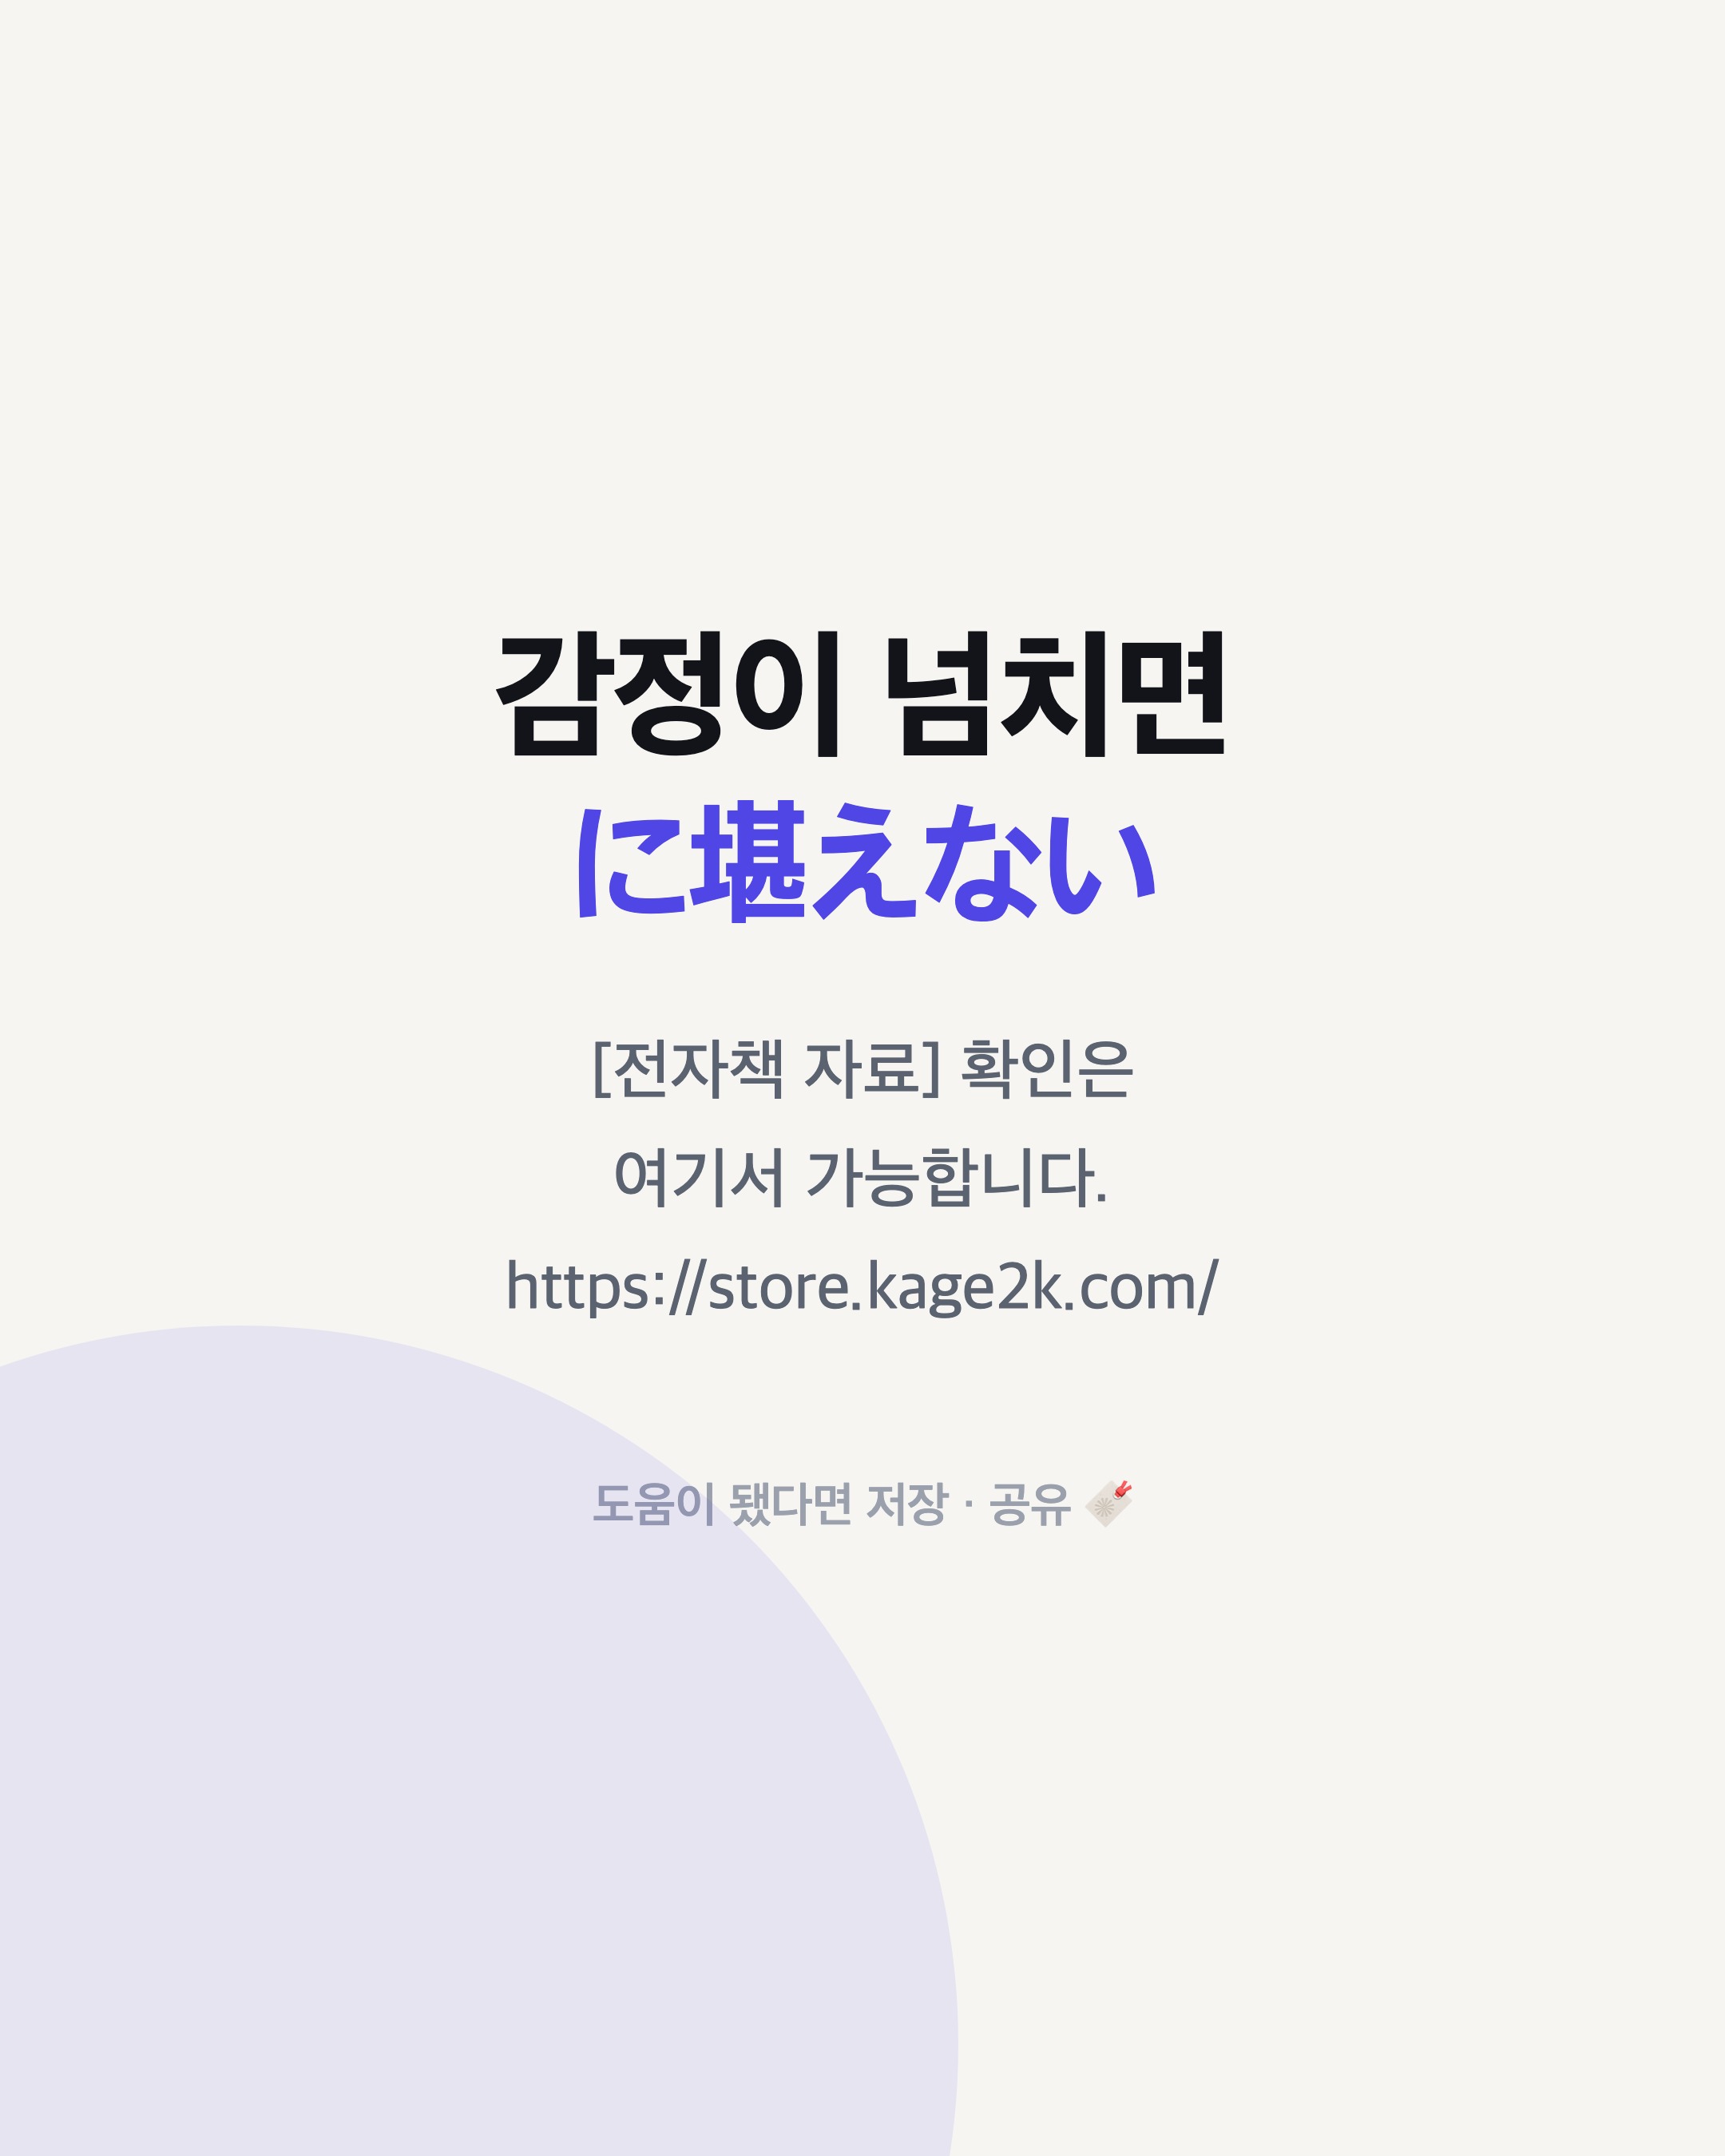 감정이 넘치면
に堪えない
[전자책 자료] 확인은
여기서 가능합니다.
https://store.kage2k.com/
도움이 됐다면 저장 · 공유